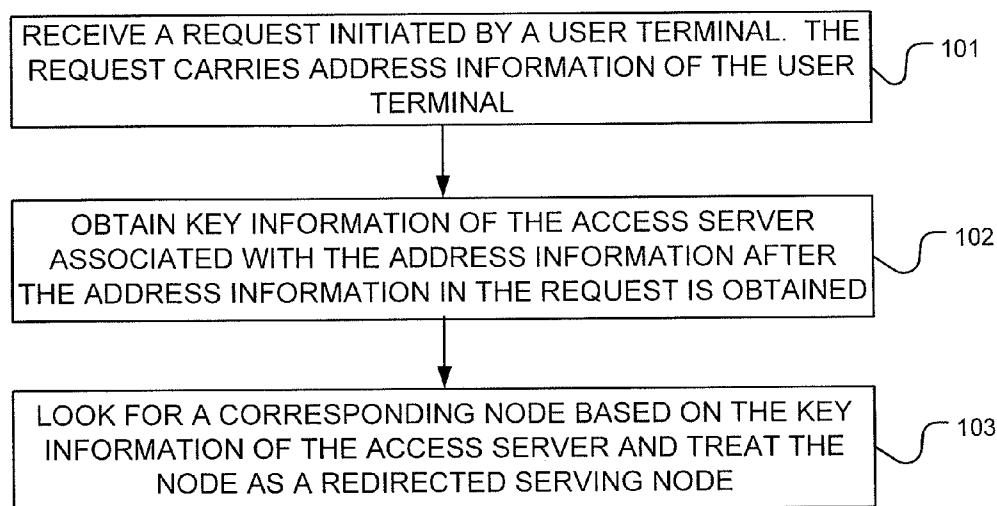 RECEIVE A REQUEST INITIATED BY A USER TERMINAL. THE
REQUEST CARRIES ADDRESS INFORMATION OF THE USER
TERMINAL
101
OBTAIN KEY INFORMATION OF THE ACCESS SERVER
ASSOCIATED WITH THE ADDRESS INFORMATION AFTER
THE ADDRESS INFORMATION IN THE REQUEST IS OBTAINED
102
LOOK FOR A CORRESPONDING NODE BASED ON THE KEY
INFORMATION OF THE ACCESS SERVER AND TREAT THE
NODE AS A REDIRECTED SERVING NODE
103